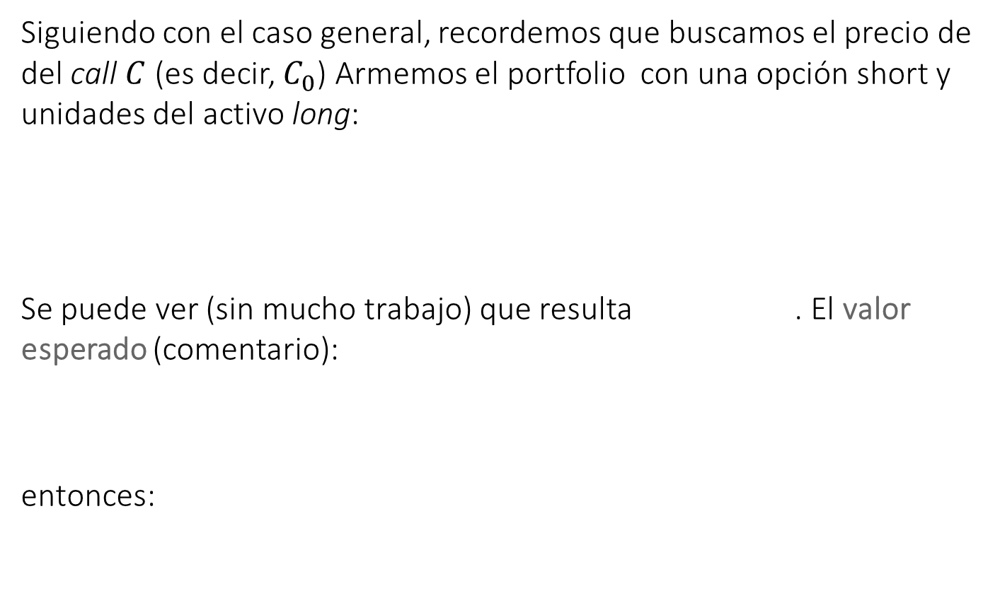 Siguiendo con el caso general, recordemos que buscamos el precio de
del call C (es decir, C₀) Armemos el portfolio con una opción short y
unidades del activo long:
Se puede ver (sin mucho trabajo) que resulta . El valor
esperado (comentario):
entonces: